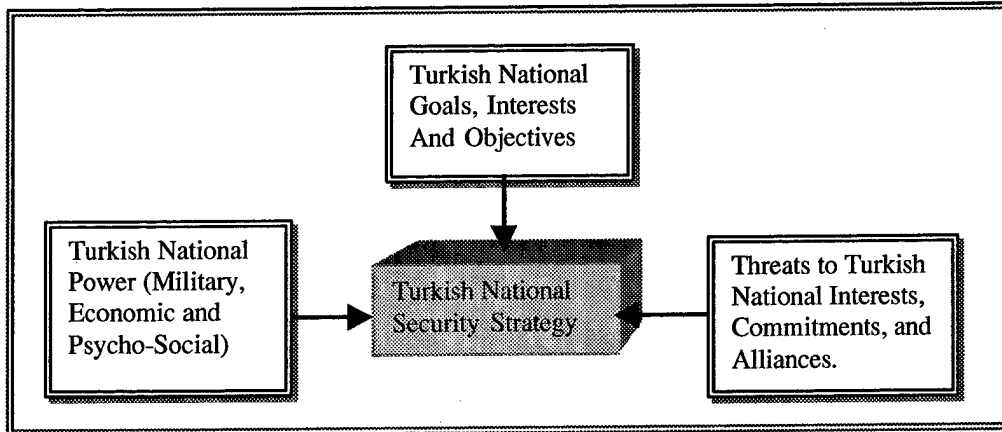 Turkish National
Goals, Interests
And Objectives
Turkish National
Power (Military,
Economic and
Psycho-Social)
Turkish National
Security Strategy
Threats to Turkish
National Interests,
Commitments, and
Alliances.